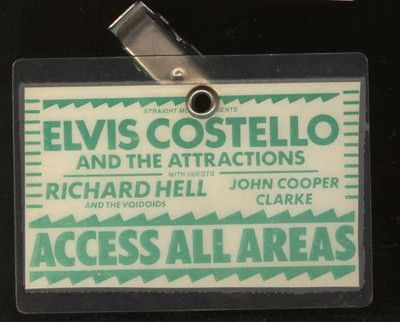 STRAIGHT
ELVIS COSTELLO
AND THE ATTRACTIONS
WITH GUESTS
RICHARD HELL
AND THE VOIDOIDS
JOHN COOPER
CLARKE
ACCESS ALL AREAS